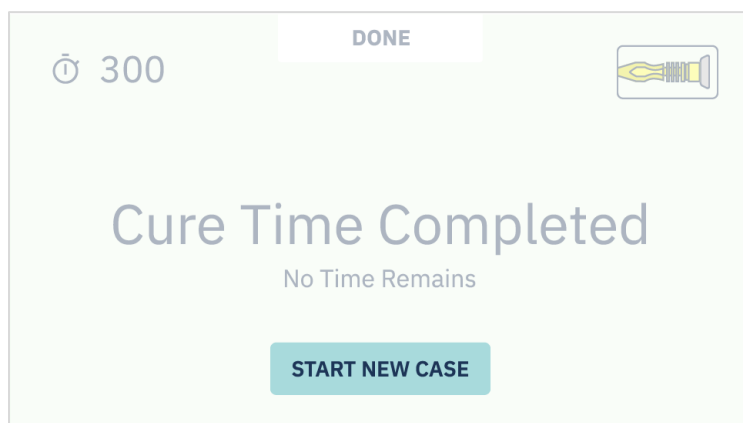 DONE
300
Cure Time Completed
No Time Remains
START NEW CASE